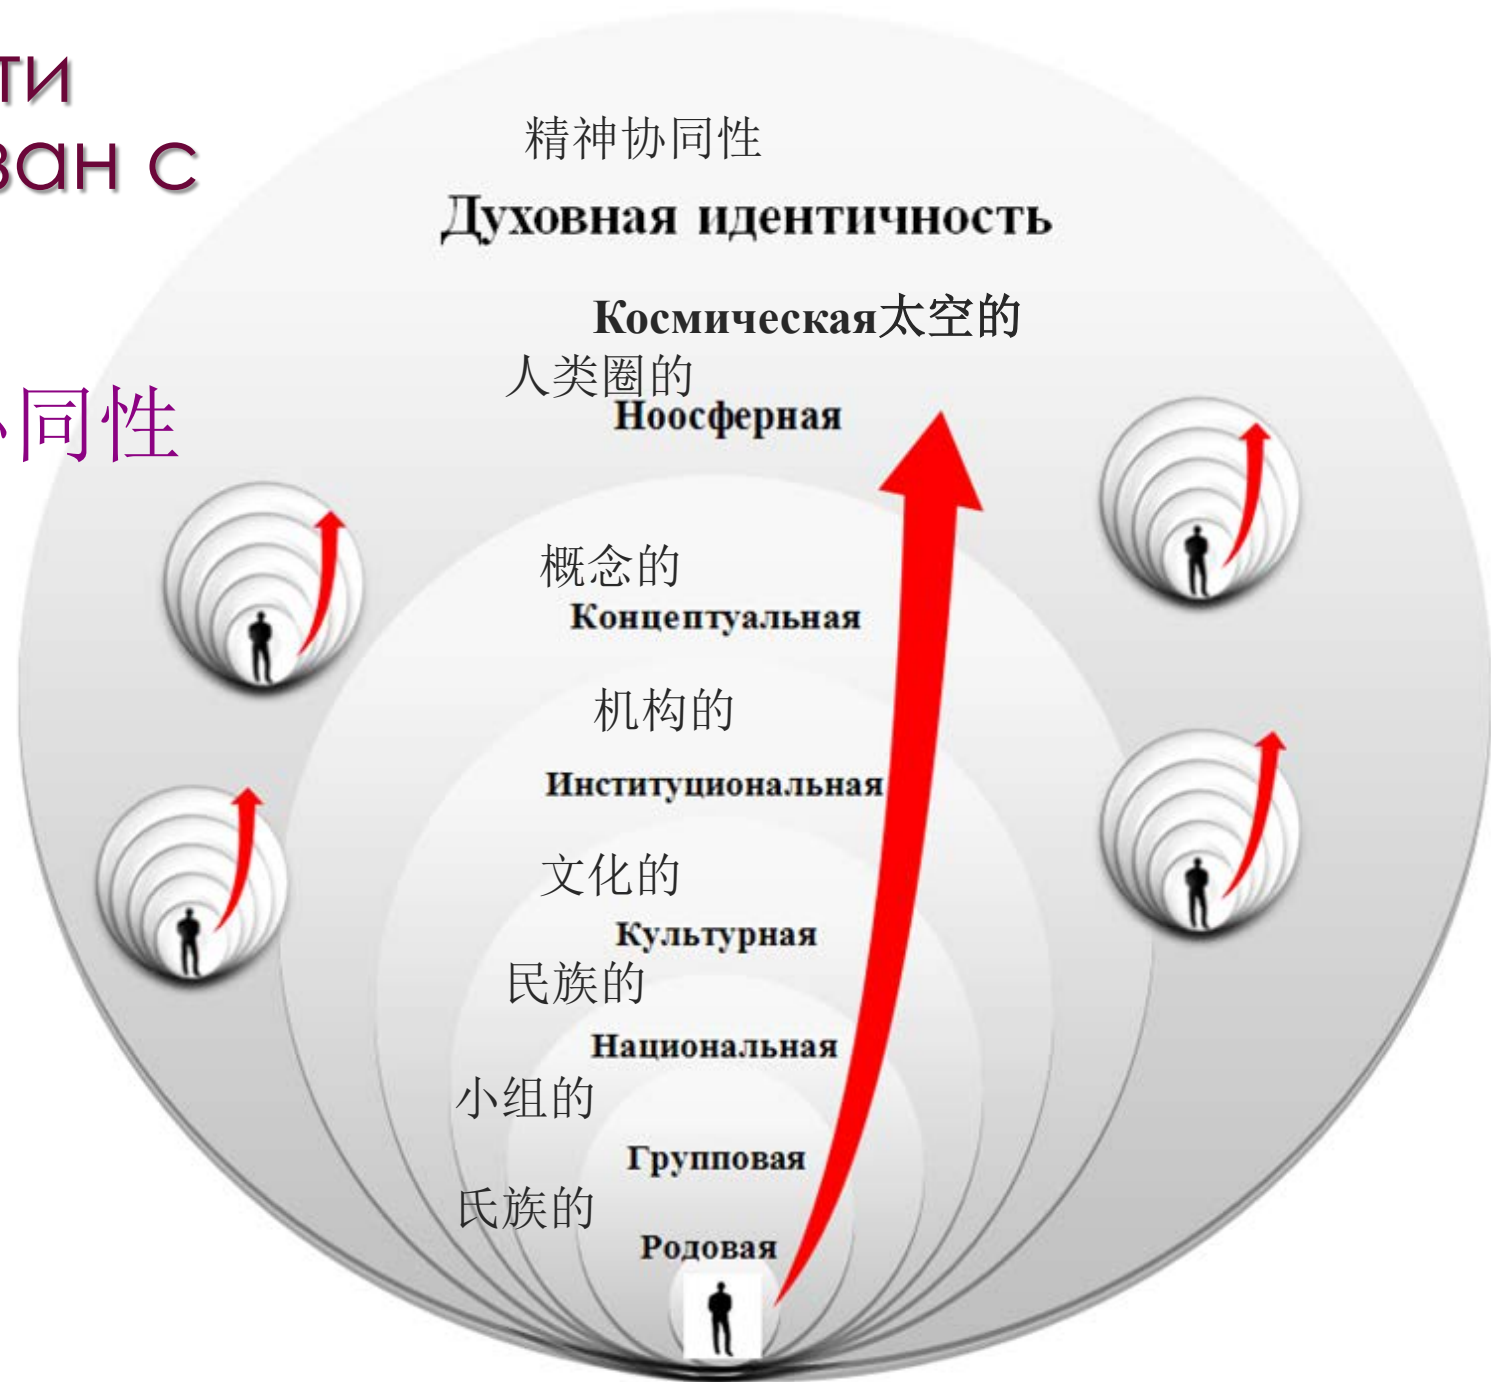 ти
зан с
同性
精神协同性
Духовная идентичность
Космическая太空的
人类圈的
Ноосферная
概念的
Концептуальная
机构的
Институциональная
文化的
Культурная
民族的
Национальная
小组的
Групповая
氏族的
Родовая